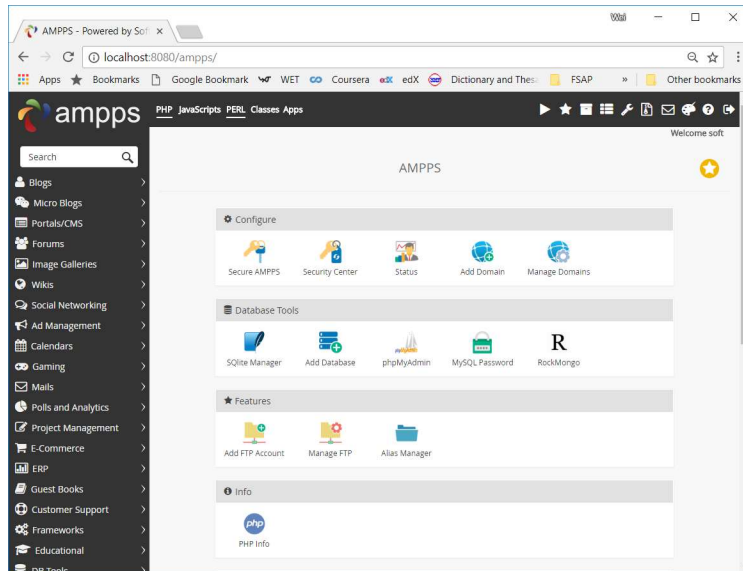 Wai
AMPPS - Powered by Sof
localhost:8080/ampps/
Apps Bookmarks Google Bookmark WET Coursera edX Dictionary and Thes FSAP » Other bookmarks
ampps PHP JavaScripts PERL Classes Apps
Welcome soft
Search
AMPPS
Blogs
Micro Blogs
Portals/CMS
Forums
Image Galleries
Wikis
Social Networking
Ad Management
Calendars
Gaming
Mails
Polls and Analytics
Project Management
E-Commerce
ERP
Guest Books
Customer Support
Frameworks
Educational
DB Tools
Configure
Secure AMPPS Security Center Status Add Domain Manage Domains
Database Tools
SQlite Manager Add Database phpMyAdmin MySQL Password R RockMongo
Features
Add FTP Account Manage FTP Alias Manager
Info
php
PHP Info